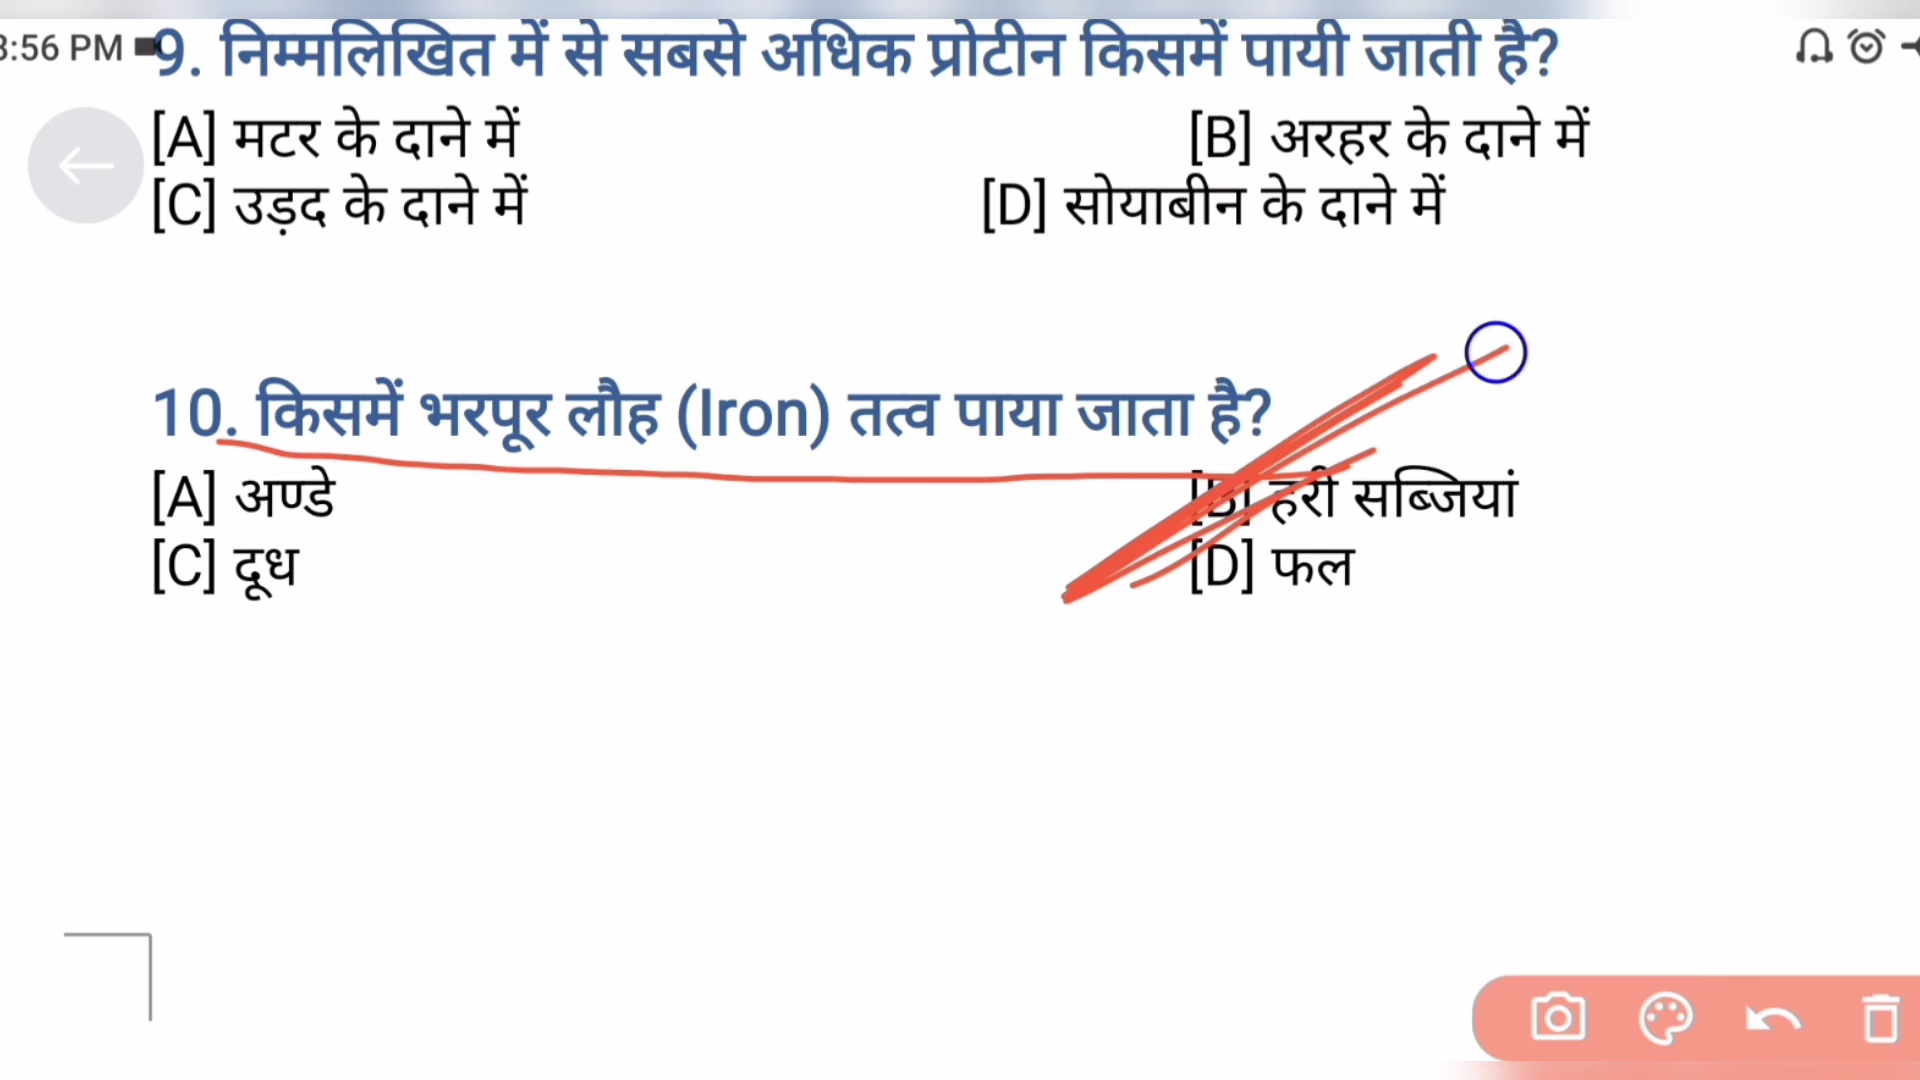 3:56 PM
9. निम्मलिखित में से सबसे अधिक प्रोटीन किसमें पायी जाती है?
[A] मटर के दाने में [B] अरहर के दाने में
[C] उड़द के दाने में [D] सोयाबीन के दाने में
10. किसमें भरपूर लौह (Iron) तत्व पाया जाता है?
[A] अण्डे [B] हरी सब्जियां
[C] दूध [D] फल